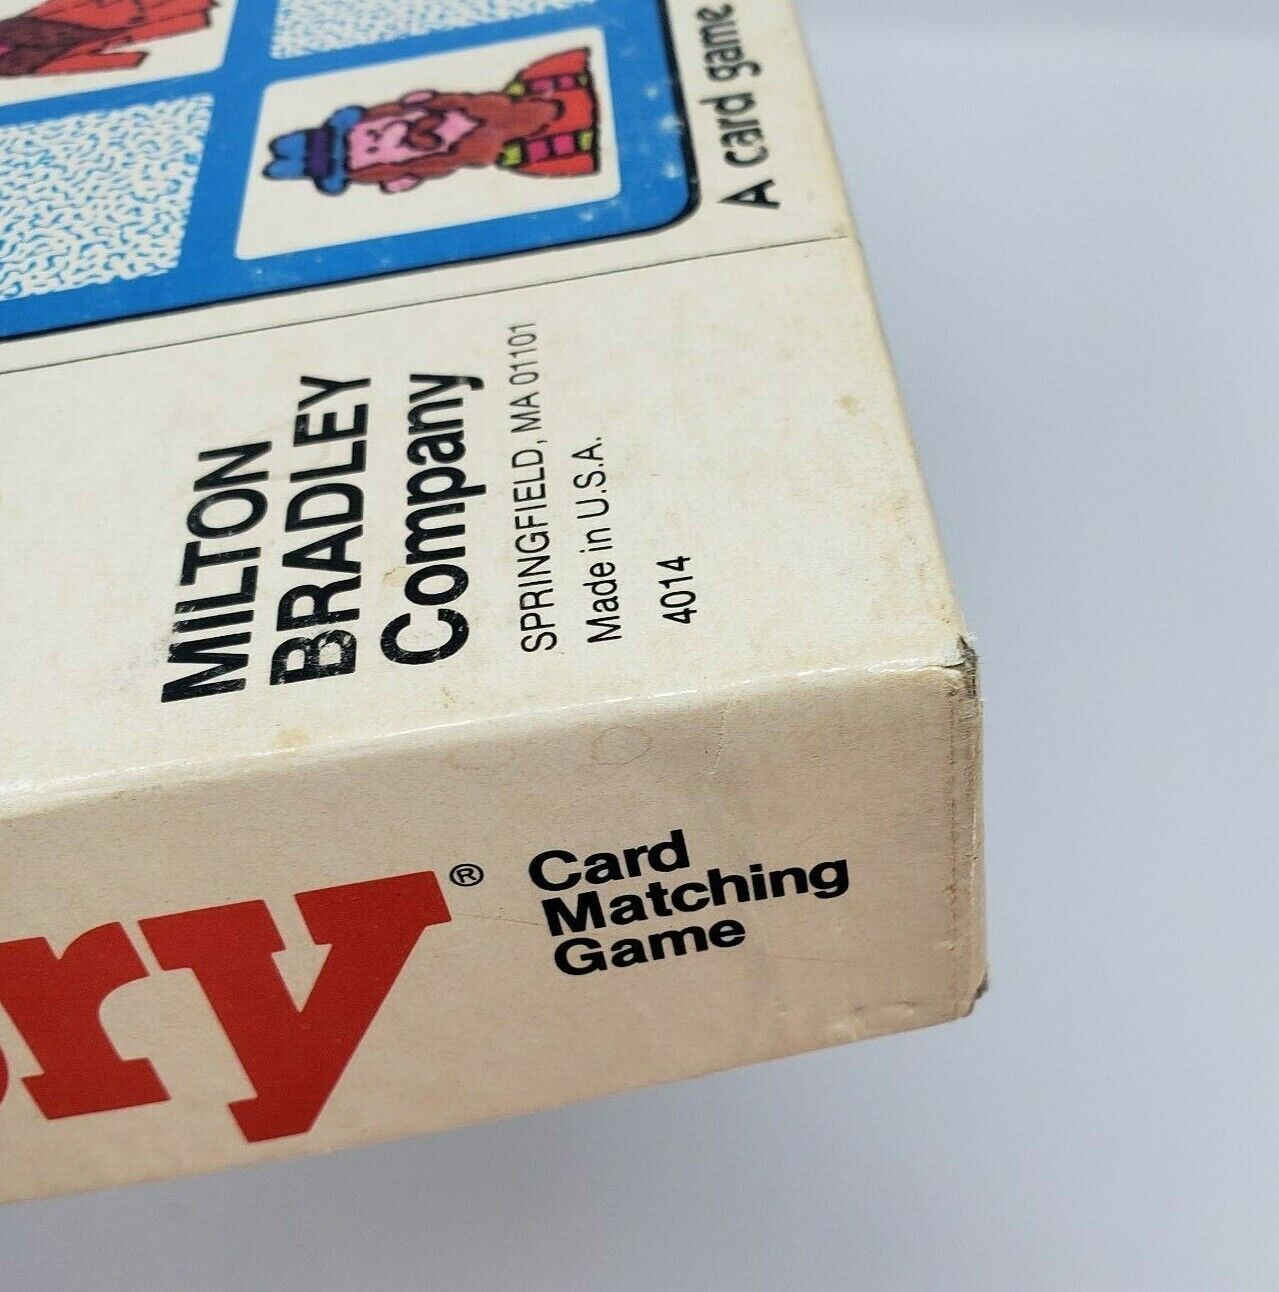 A card game
MILTON
BRADLEY
Company
SPRINGFIELD, MA 01101
Made in U.S.A.
4014
ory®
Card
Matching
Game